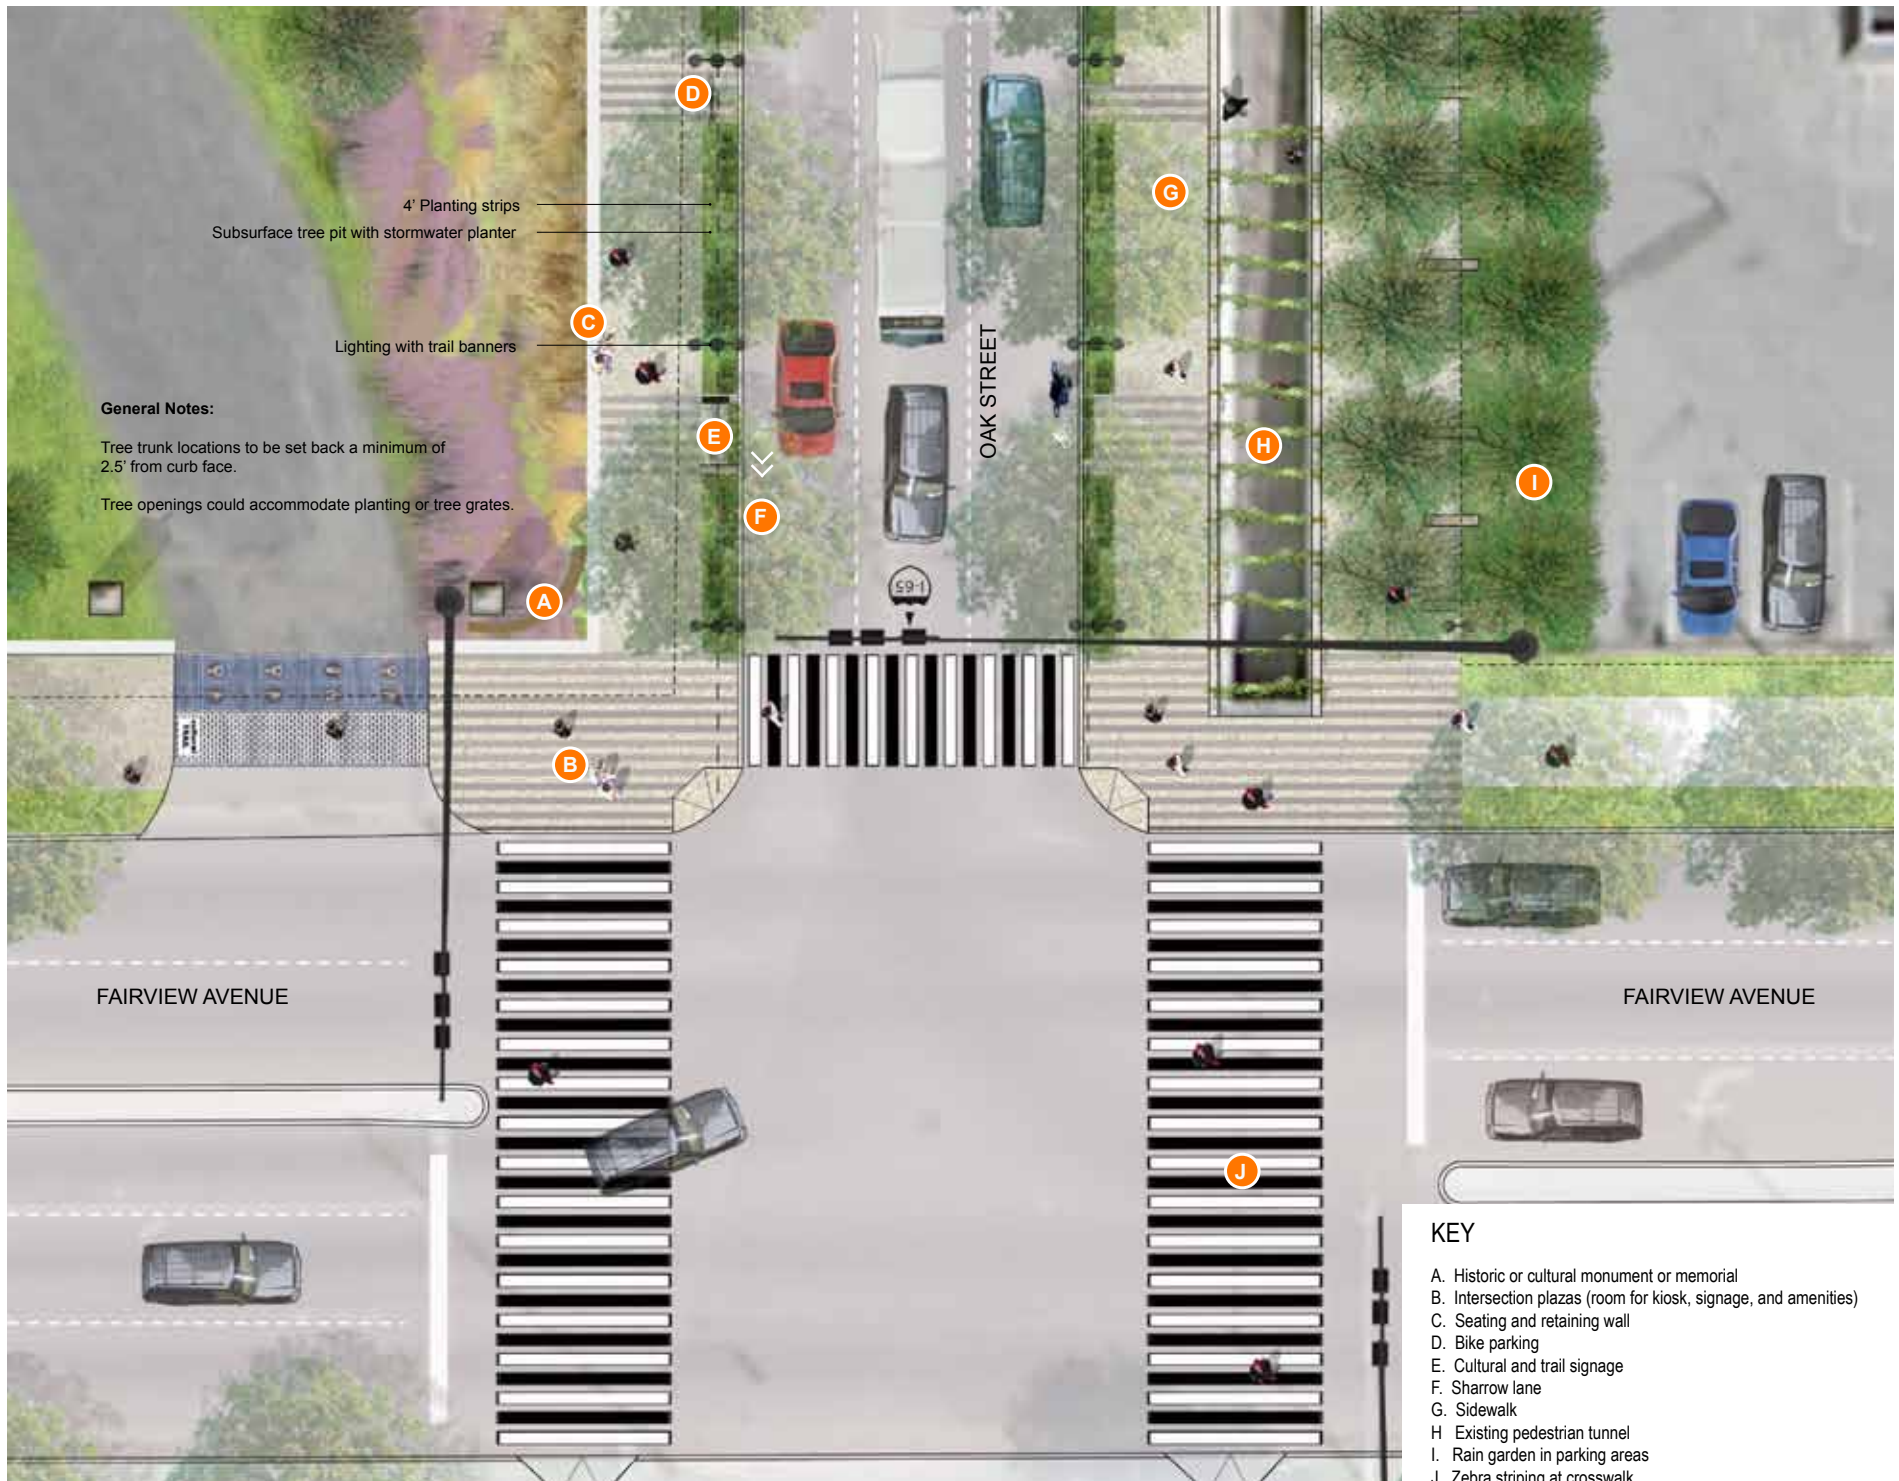 D
G
4' Planting strips
Subsurface tree pit with stormwater planter
C
Lighting with trail banners
OAK STREET
General Notes:
Tree trunk locations to be set back a minimum of
2.5' from curb face.
Tree openings could accommodate planting or tree grates.
E
H
I
F
I-65
A
B
FAIRVIEW AVENUE
FAIRVIEW AVENUE
J
KEY
A. Historic or cultural monument or memorial
B. Intersection plazas (room for kiosk, signage, and amenities)
C. Seating and retaining wall
D. Bike parking
E. Cultural and trail signage
F. Sharrow lane
G. Sidewalk
H Existing pedestrian tunnel
I. Rain garden in parking areas
J. Zebra striping at crosswalk